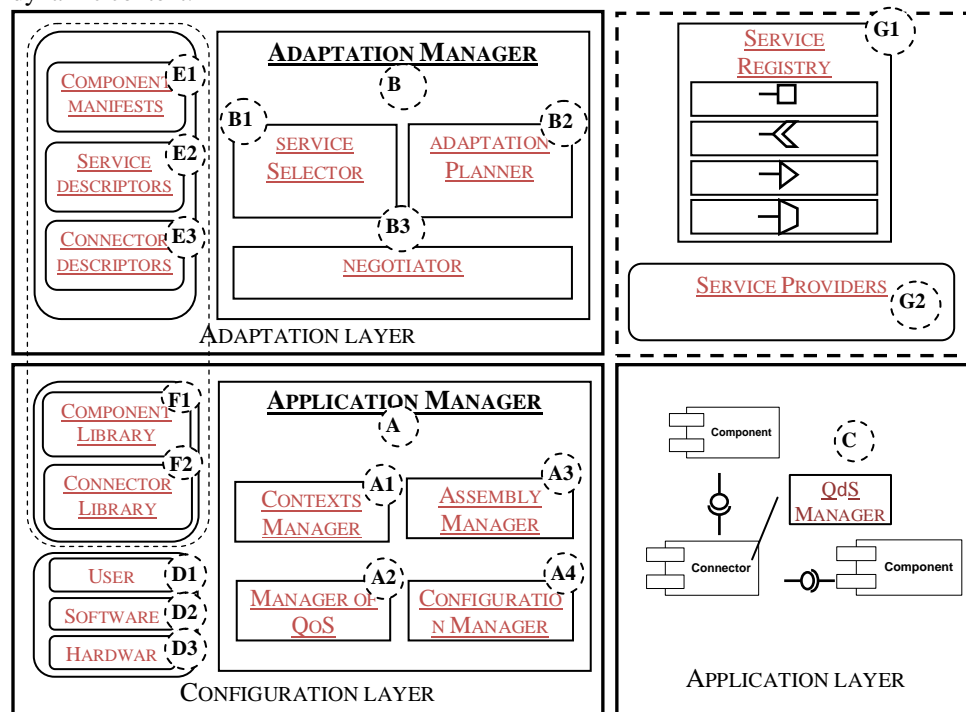 ADAPTATION MANAGER
B
E1
COMPONENT
MANIFESTS
E2
SERVICE
DESCRIPTORS
E3
CONNECTOR
DESCRIPTORS
B1
SERVICE
SELECTOR
B2
ADAPTATION
PLANNER
B3
NEGOTIATOR
ADAPTATION LAYER
G1
SERVICE
REGISTRY
SERVICE PROVIDERS
G2
F1
COMPONENT
LIBRARY
F2
CONNECTOR
LIBRARY
USER
D1
SOFTWARE
D2
HARDWAR
D3
APPLICATION MANAGER
A
A1
CONTEXTS
MANAGER
A3
ASSEMBLY
MANAGER
A2
MANAGER OF
QOS
A4
CONFIGURATIO
N MANAGER
CONFIGURATION LAYER
Component
C
QdS
MANAGER
Connector
Component
APPLICATION LAYER